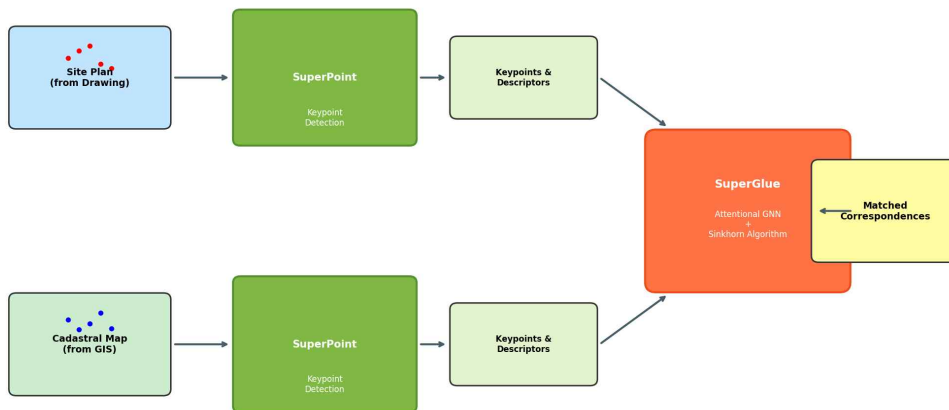 Site Plan
(from Drawing)
SuperPoint
Keypoint
Detection
Keypoints &
Descriptors
SuperGlue
Attentional GNN
+
Sinkhorn Algorithm
Matched
Correspondences
Cadastral Map
(from GIS)
SuperPoint
Keypoint
Detection
Keypoints &
Descriptors